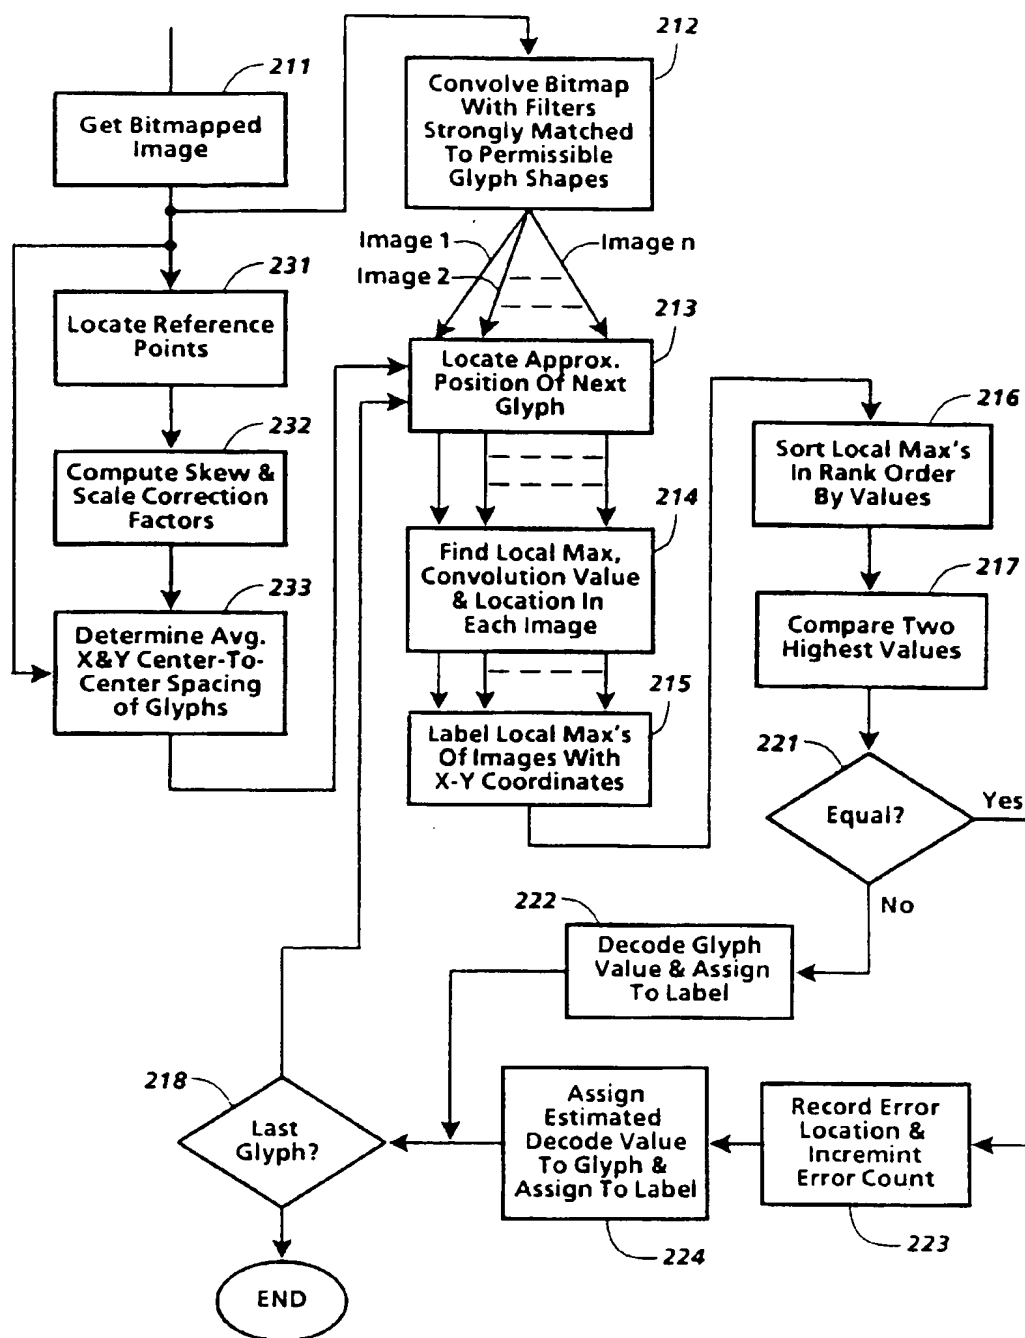 211
Get Bitmapped
Image
212
Convolve Bitmap
With Filters
Strongly Matched
To Permissible
Glyph Shapes
Image 1
Image 2
Image n
231
Locate Reference
Points
232
Compute Skew &
Scale Correction
Factors
233
Determine Avg.
X&Y Center-To-
Center Spacing
of Glyphs
213
Locate Approx.
Position Of Next
Glyph
214
Find Local Max,
Convolution Value
& Location In
Each Image
215
Label Local Max's
Of Images With
X-Y Coordinates
216
Sort Local Max's
In Rank Order
By Values
217
Compare Two
Highest Values
221
Equal?
Yes
No
222
Decode Glyph
Value & Assign
To Label
223
Record Error
Location &
Incremint
Error Count
224
Assign
Estimated
Decode Value
To Glyph &
Assign To Label
218
Last
Glyph?
END